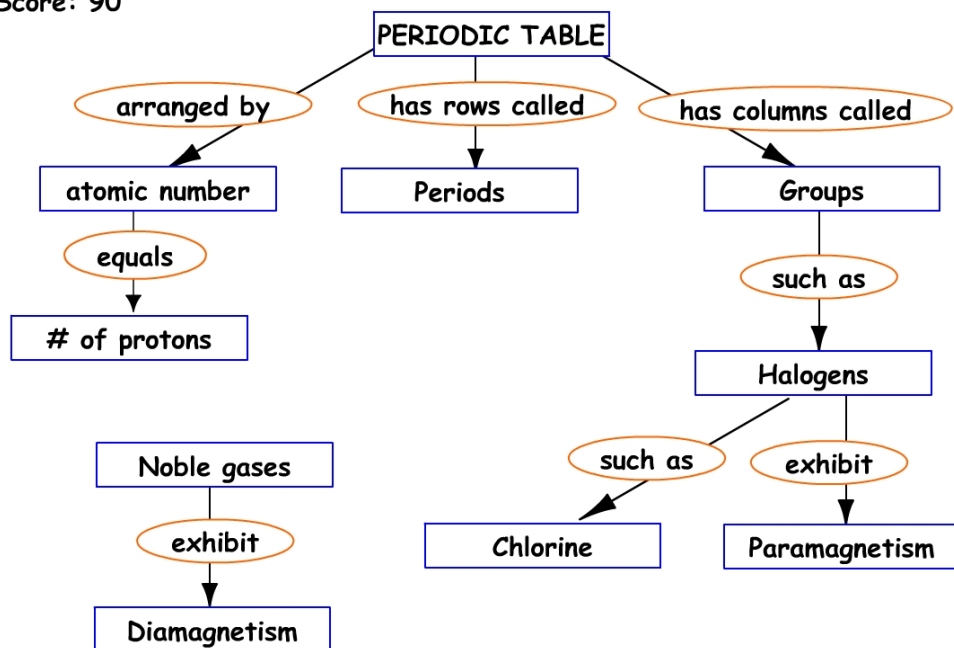 Score: 90
PERIODIC TABLE
arranged by
has rows called
has columns called
atomic number
Periods
Groups
equals
such as
# of protons
Halogens
Noble gases
such as
exhibit
exhibit
Chlorine
Paramagnetism
Diamagnetism